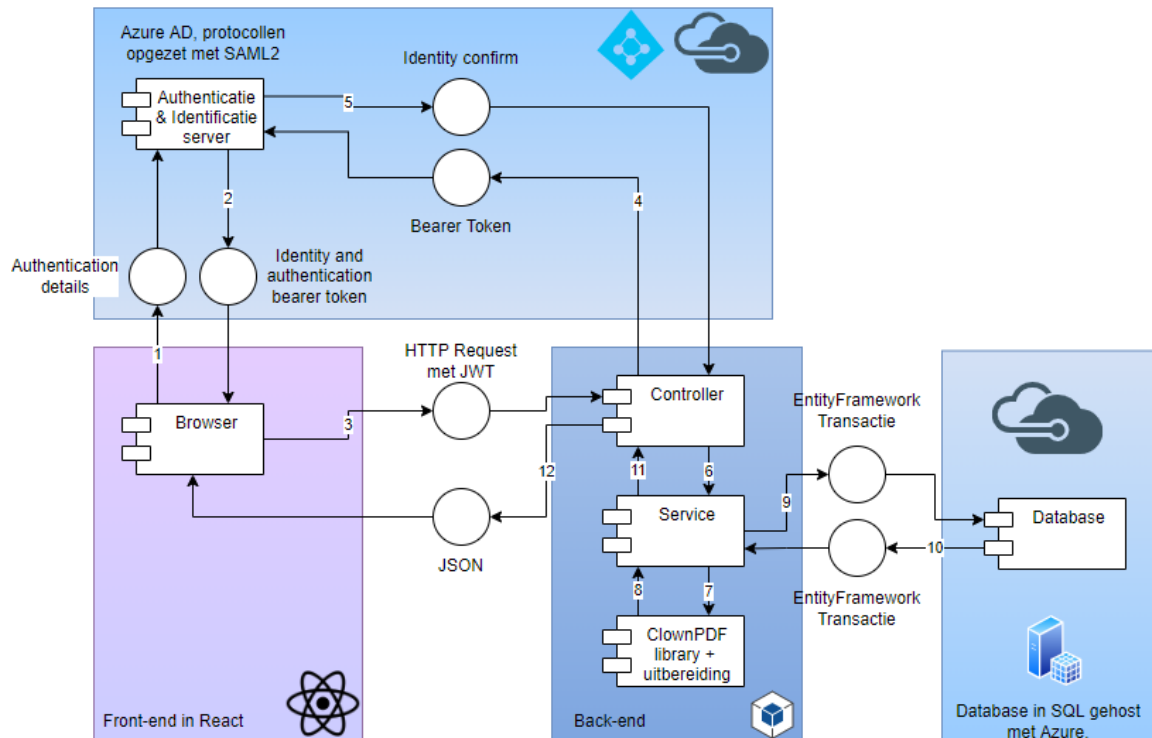 Azure AD, protocollen
opgezet met SAML2
Identity confirm
Authenticatie
& Identificatie
server
5
2
4
Bearer Token
Authentication
details
Identity and
authentication
bearer token
1
HTTP Request
met JWT
Browser
3
Controller
12
11
6
EntityFramework
Transactie
9
Service
JSON
Database
10
8
7
EntityFramework
Transactie
ClownPDF
library +
uitbereiding
Front-end in React
Back-end
Database in SQL gehost
met Azure.